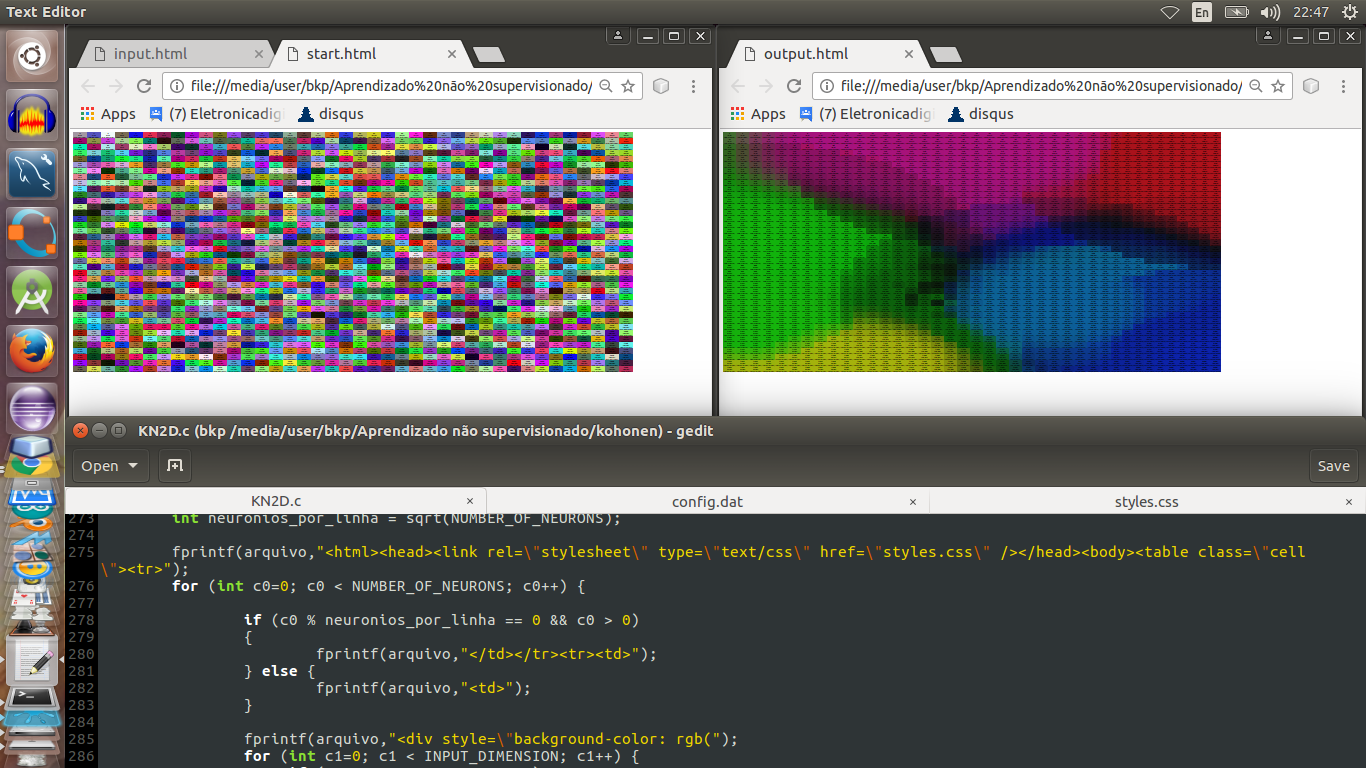 Text Editor
En
22:47
input.html
start.html
file:///media/user/bkp/Aprendizado%20não%20supervisionado/
Apps
(7) Eletronicadig
disqus
output.html
file:///media/user/bkp/Aprendizado%20não%20supervisionado/
Apps
(7) Eletronicadig
disqus
KN2D.c (bkp /media/user/bkp/Aprendizado não supervisionado/kohonen) - gedit
Open
Save
KN2D.c
config.dat
styles.css
273 int neuronios_por_linha = sqrt(NUMBER_OF_NEURONS);
274
275 fprintf(arquivo,"<html><head><link rel=\"stylesheet\" type=\"text/css\" href=\"styles.css\" /></head><body><table class=\"cell
\"><tr>");
276 for (int c0=0; c0 < NUMBER_OF_NEURONS; c0++) {
277
278 if (c0 % neuronios_por_linha == 0 && c0 > 0)
279 {
280 fprintf(arquivo,"</td></tr><tr><td>");
281 } else {
282 fprintf(arquivo,"<td>");
283 }
284
285 fprintf(arquivo,"<div style=\"background-color: rgb(");
286 for (int c1=0; c1 < INPUT_DIMENSION; c1++) {